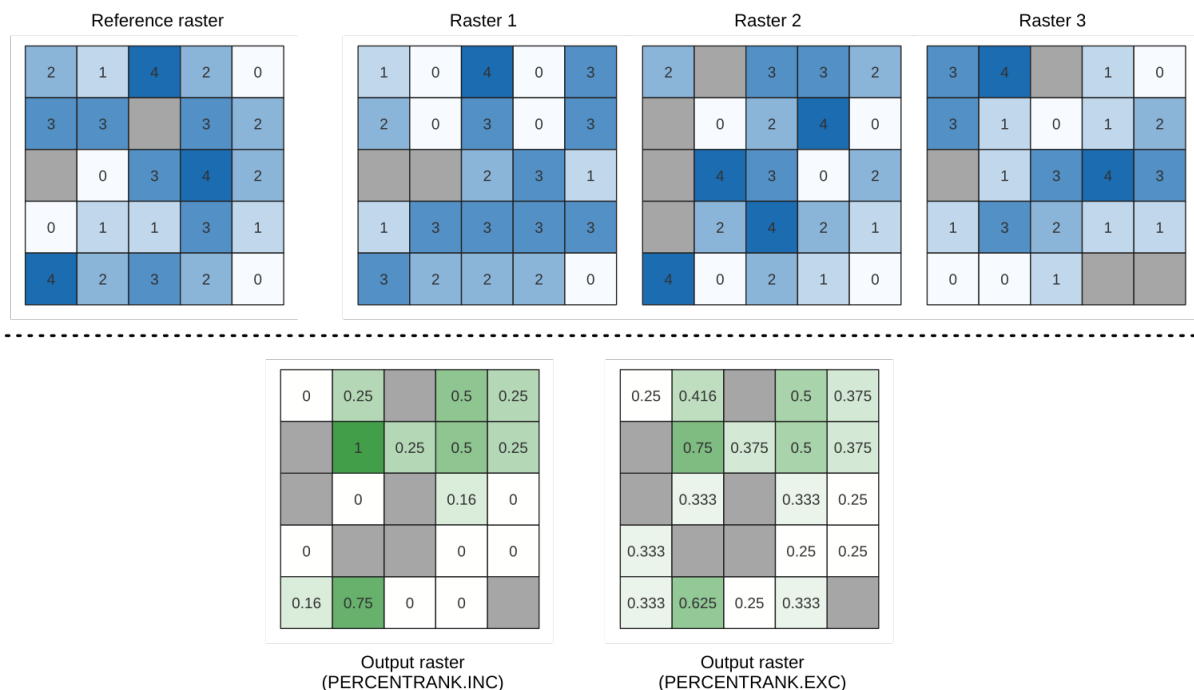 Reference raster Raster 1 Raster 2 Raster 3
2 1 4 2 0 1 0 4 0 3 2 3 3 2 3 4 1 0
3 3 3 2 2 0 3 0 3 0 2 4 0 3 1 0 1 2
0 3 4 2 2 3 1 4 3 0 2 1 3 4 3
0 1 1 3 1 1 3 3 3 3 2 4 2 1 1 3 2 1 1
4 2 3 2 0 3 2 2 2 0 4 0 2 1 0 0 0 1
0 0.25 0.5 0.25 0.25 0.416 0.5 0.375
1 0.25 0.5 0.25 0.75 0.375 0.5 0.375
0 0.16 0 0.333 0.333 0.25
0 0 0 0.333 0.25 0.25
0.16 0.75 0 0 0.333 0.625 0.25 0.333
Output raster Output raster
(PERCENTRANK.INC) (PERCENTRANK.EXC)